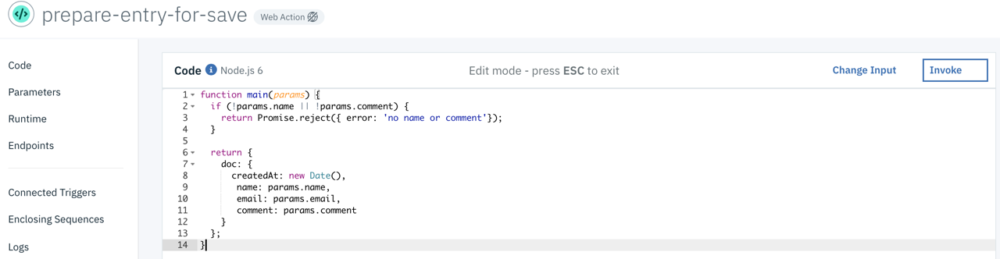 </>
prepare-entry-for-save Web Action
Code
Parameters
Runtime
Endpoints
Connected Triggers
Enclosing Sequences
Logs
Code i Node.js 6 Edit mode - press ESC to exit Change Input Invoke
1 function main(params) {
2   if (!params.name || !params.comment) {
3     return Promise.reject({ error: 'no name or comment'});
4   }
5
6   return {
7     doc: {
8       createdAt: new Date(),
9        name: params.name,
10        email: params.email,
11        comment: params.comment
12     }
13   };
14 }